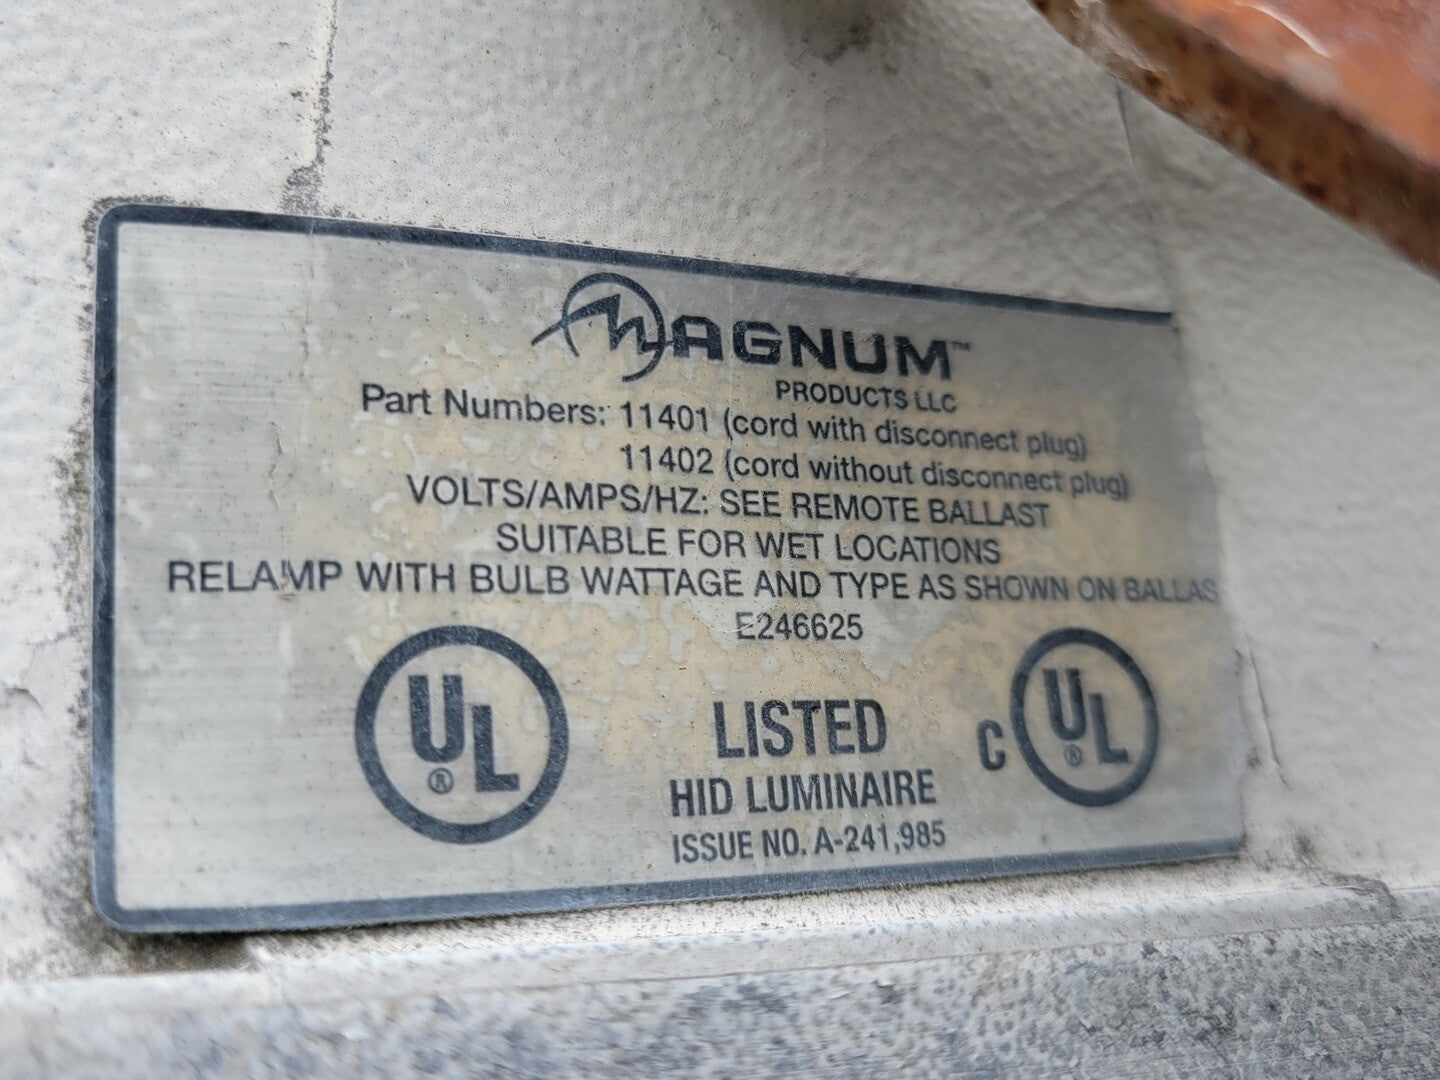 MAGNUM™
PRODUCTS LLC
Part Numbers: 11401 (cord with disconnect plug)
11402 (cord without disconnect plug)
VOLTS/AMPS/HZ: SEE REMOTE BALLAST
SUITABLE FOR WET LOCATIONS
RELAMP WITH BULB WATTAGE AND TYPE AS SHOWN ON BALLAS
E246625
UL®
LISTED
C UL®
HID LUMINAIRE
ISSUE NO. A-241,985